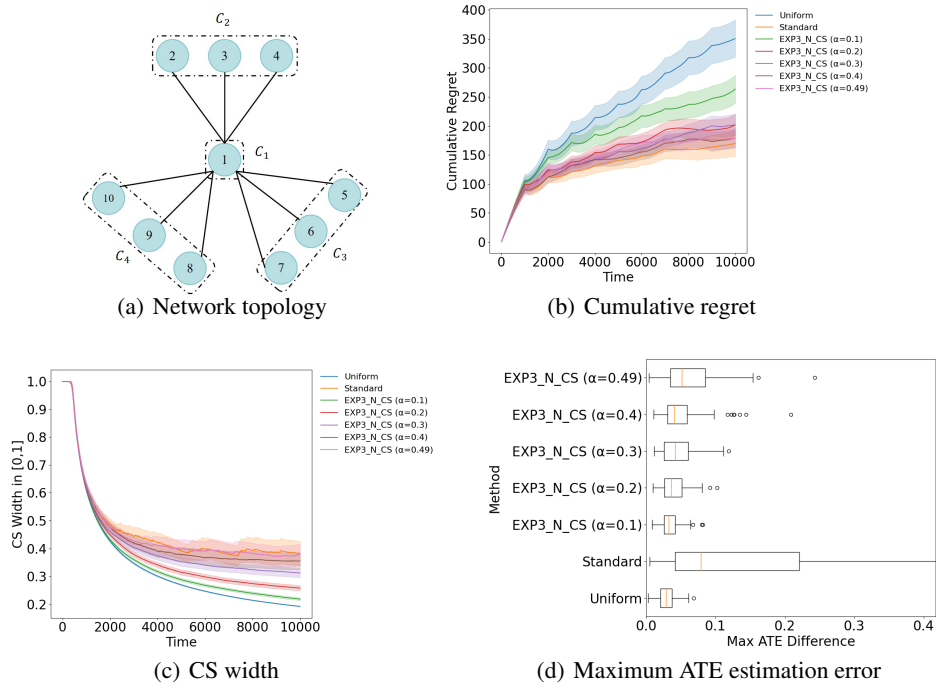 C₂
2
3
4
1
C₁
10
5
9
6
C₄
8
7
C₃
(a) Network topology
Cumulative Regret
400
350
300
250
200
150
100
50
0
0 2000 4000 6000 8000 10000
Time
Uniform
Standard
EXP3_N_CS (α=0.1)
EXP3_N_CS (α=0.2)
EXP3_N_CS (α=0.3)
EXP3_N_CS (α=0.4)
EXP3_N_CS (α=0.49)
(b) Cumulative regret
CS Width in [0,1]
1.0
0.9
0.8
0.7
0.6
0.5
0.4
0.3
0.2
0 2000 4000 6000 8000 10000
Time
Uniform
Standard
EXP3_N_CS (α=0.1)
EXP3_N_CS (α=0.2)
EXP3_N_CS (α=0.3)
EXP3_N_CS (α=0.4)
EXP3_N_CS (α=0.49)
(c) CS width
Method
EXP3_N_CS (α=0.49)
EXP3_N_CS (α=0.4)
EXP3_N_CS (α=0.3)
EXP3_N_CS (α=0.2)
EXP3_N_CS (α=0.1)
Standard
Uniform
0.0 0.1 0.2 0.3 0.4
Max ATE Difference
(d) Maximum ATE estimation error